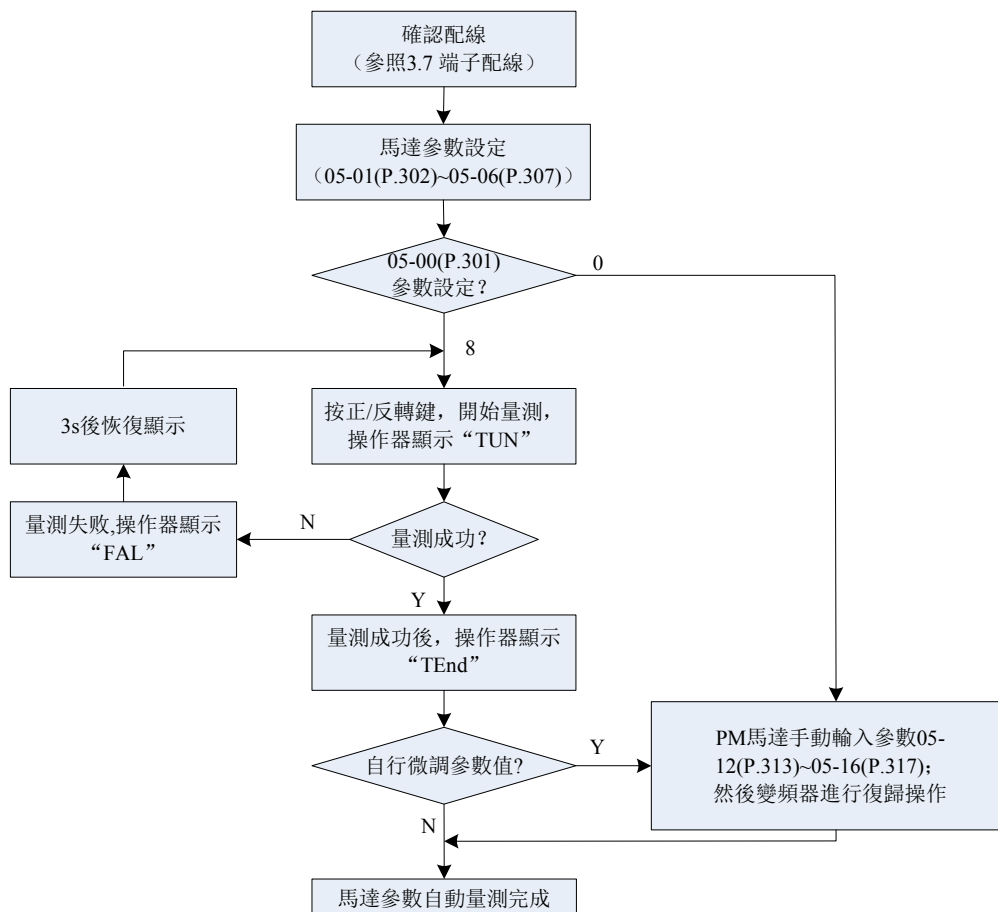 確認配線
（參照3.7 端子配線）
馬達參數設定
（05-01(P.302)~05-06(P.307)）
05-00(P.301)
參數設定？
0
8
按正/反轉鍵，開始量測，
操作器顯示“TUN”
3s後恢復顯示
量測失敗,操作器顯示
“FAL”
N
量測成功？
Y
量測成功後，操作器顯示
“TEnd”
自行微調參數值?
Y
PM馬達手動輸入參數05-
12(P.313)~05-16(P.317)；
然後變頻器進行復歸操作
N
馬達參數自動量測完成